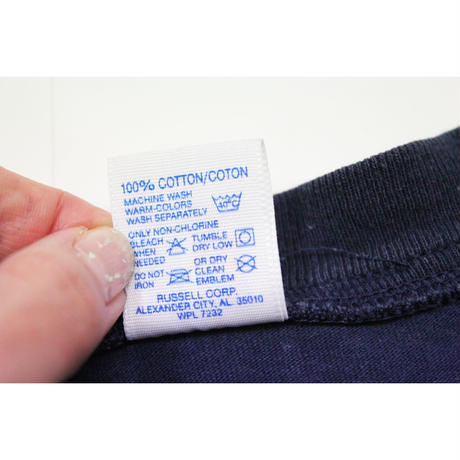 100% COTTON/COTON
MACHINE WASH
WARM-COLORS
WASH SEPARATELY
40°C
ONLY NON-CHLORINE
BLEACH TUMBLE
WHEN DRY LOW
NEEDED
DO NOT OR DRY
IRON CLEAN
EMBLEM
RUSSELL CORP.
ALEXANDER CITY, AL 35010
WPL 7232